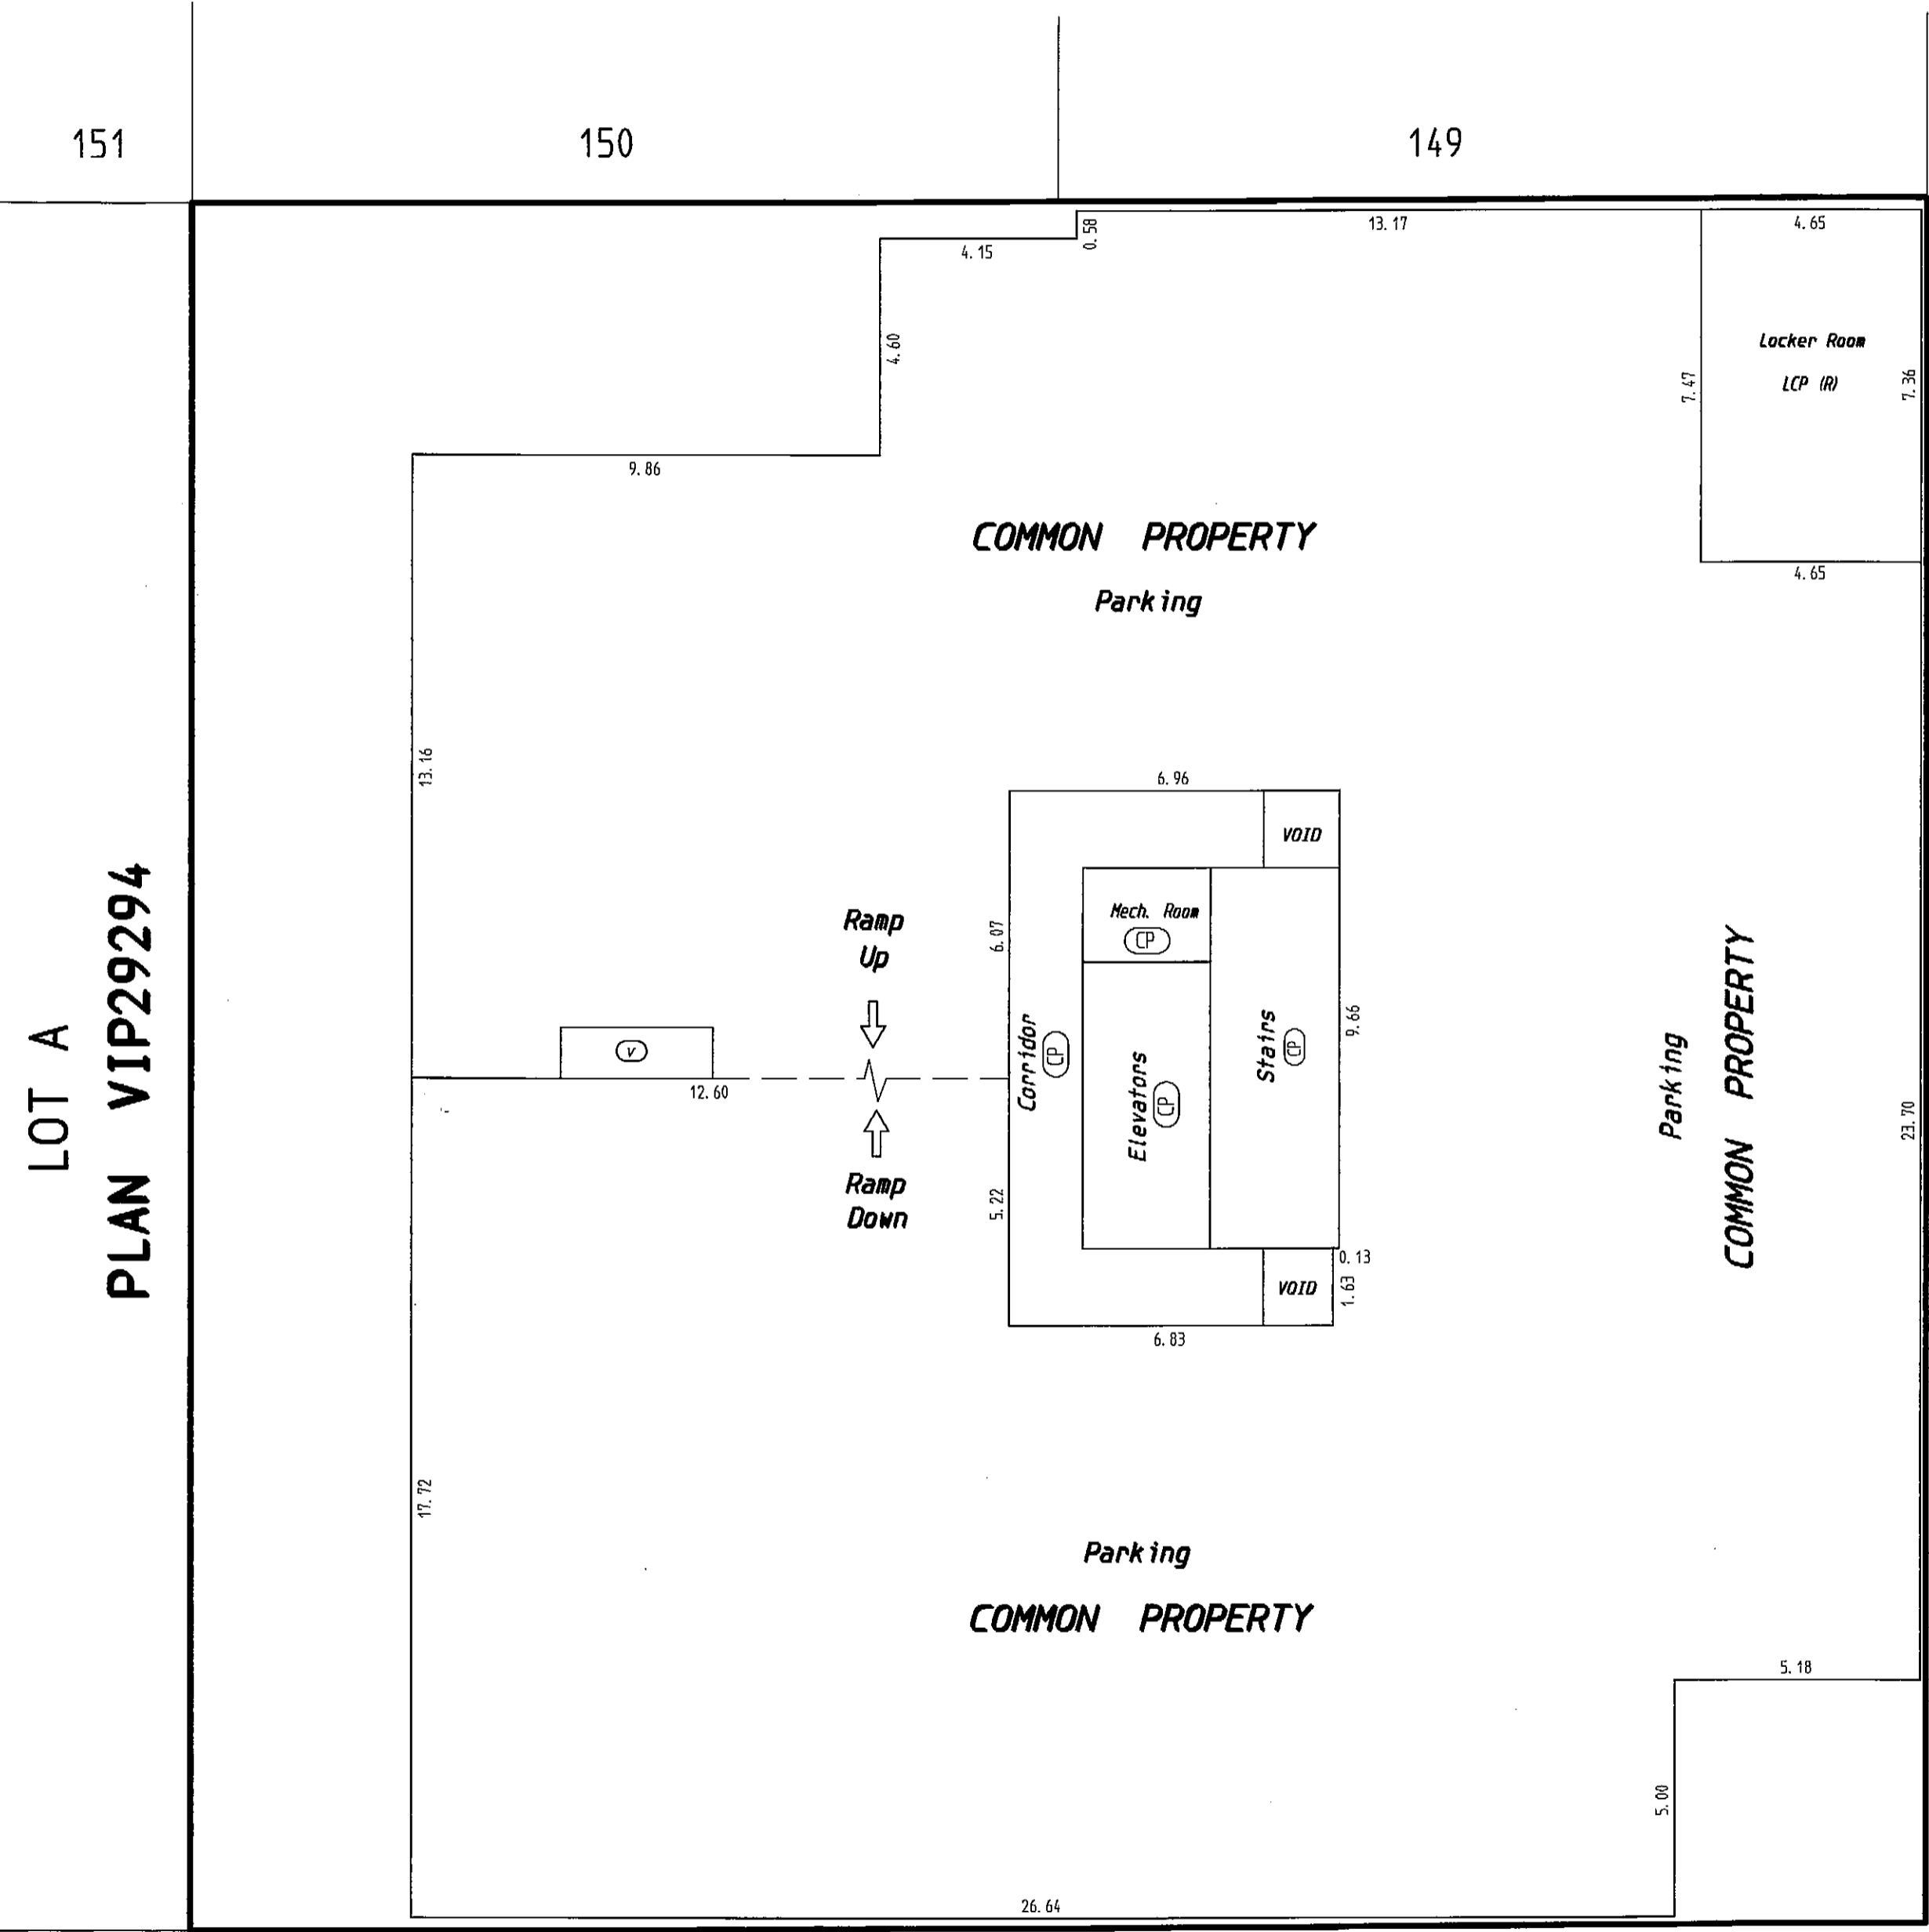 151
150
149
0.58
13.17
4.65
4.15
4.60
Locker Room
LCP (R)
7.47
7.36
9.86
COMMON PROPERTY
Parking
4.65
13.16
6.96
VOID
Mech. Room
CP
Ramp
Up
6.07
LOT A
PLAN VIP29294
V
12.60
Corridor
CP
Elevators
CP
Stairs
CP
9.66
Parking
COMMON PROPERTY
23.70
Ramp
Down
5.22
0.13
VOID
1.63
6.83
17.72
Parking
COMMON PROPERTY
5.18
5.00
26.64